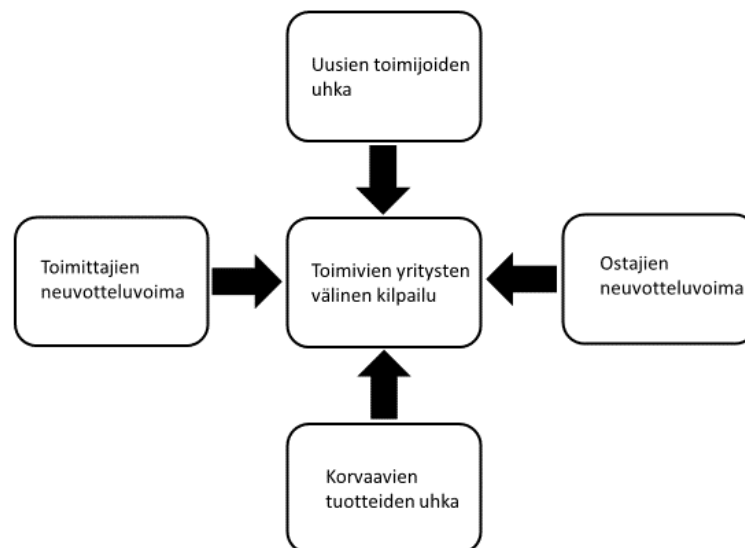 Uusien toimijoiden
uhka
Toimittajien
neuvotteluvoima
Toimivien yritysten
välinen kilpailu
Ostajien
neuvotteluvoima
Korvaavien
tuotteiden uhka